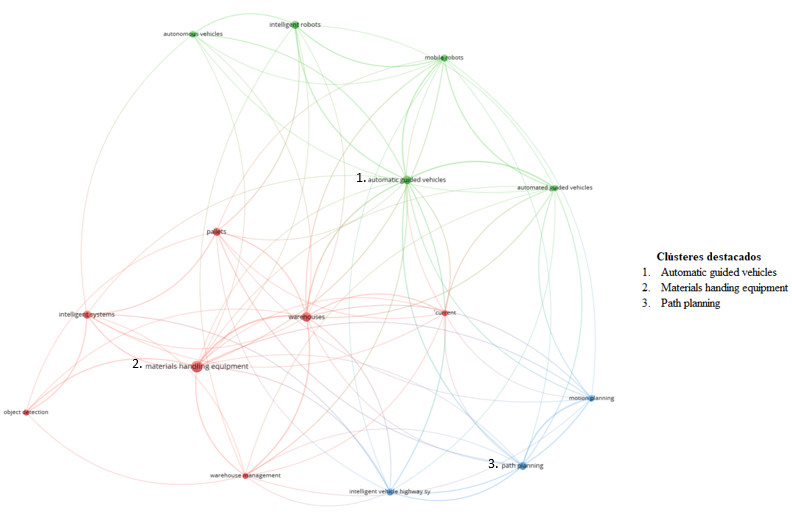 intelligent robots
autonomous vehicles
mobile robots
1. automatic guided vehicles
automated guided vehicles
pallets
Clústeres destacados
1. Automatic guided vehicles
2. Materials handing equipment
3. Path planning
intelligent systems
warehouses
current
2. materials handling equipment
motion planning
object detection
3. path planning
warehouse management
intelligent vehicle highway sy